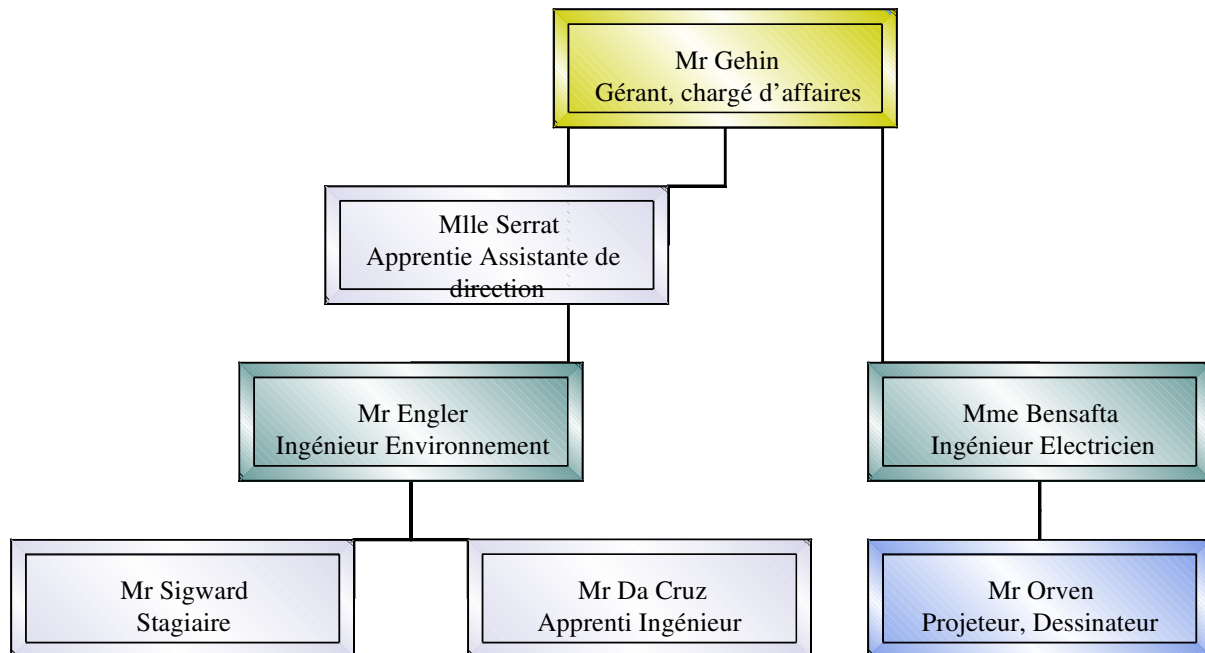 Mr Gehin
Gérant, chargé d’affaires
Mlle Serrat
Apprentie Assistante de
direction
Mr Engler
Ingénieur Environnement
Mme Bensafta
Ingénieur Electricien
Mr Sigward
Stagiaire
Mr Da Cruz
Apprenti Ingénieur
Mr Orven
Projeteur, Dessinateur